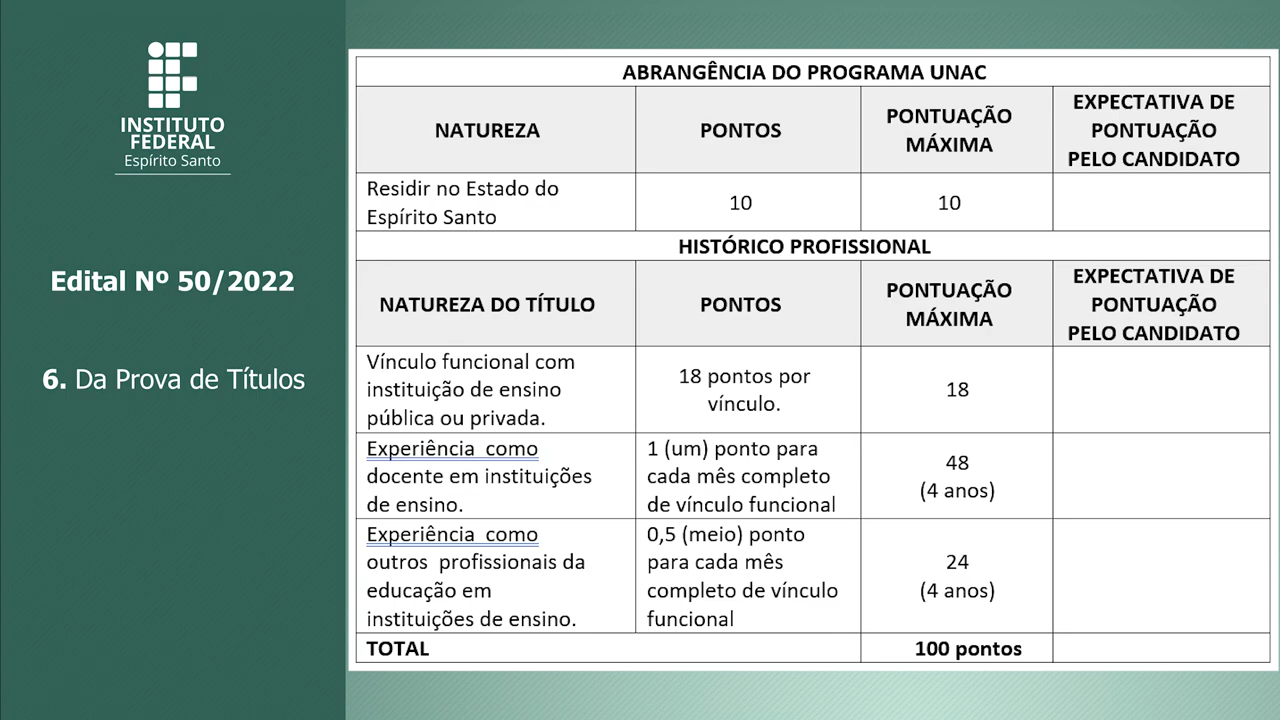 INSTITUTO
FEDERAL
Espírito Santo
Edital Nº 50/2022
6. Da Prova de Títulos
ABRANGÊNCIA DO PROGRAMA UNAC
NATUREZA
PONTOS
PONTUAÇÃO
MÁXIMA
EXPECTATIVA DE
PONTUAÇÃO
PELO CANDIDATO
Residir no Estado do
Espírito Santo
10
10
HISTÓRICO PROFISSIONAL
NATUREZA DO TÍTULO
PONTOS
PONTUAÇÃO
MÁXIMA
EXPECTATIVA DE
PONTUAÇÃO
PELO CANDIDATO
Vínculo funcional com
instituição de ensino
pública ou privada.
18 pontos por
vínculo.
18
Experiência como
docente em instituições
de ensino.
1 (um) ponto para
cada mês completo
de vínculo funcional
48
(4 anos)
Experiência como
outros profissionais da
educação em
instituições de ensino.
0,5 (meio) ponto
para cada mês
completo de vínculo
funcional
24
(4 anos)
TOTAL
100 pontos